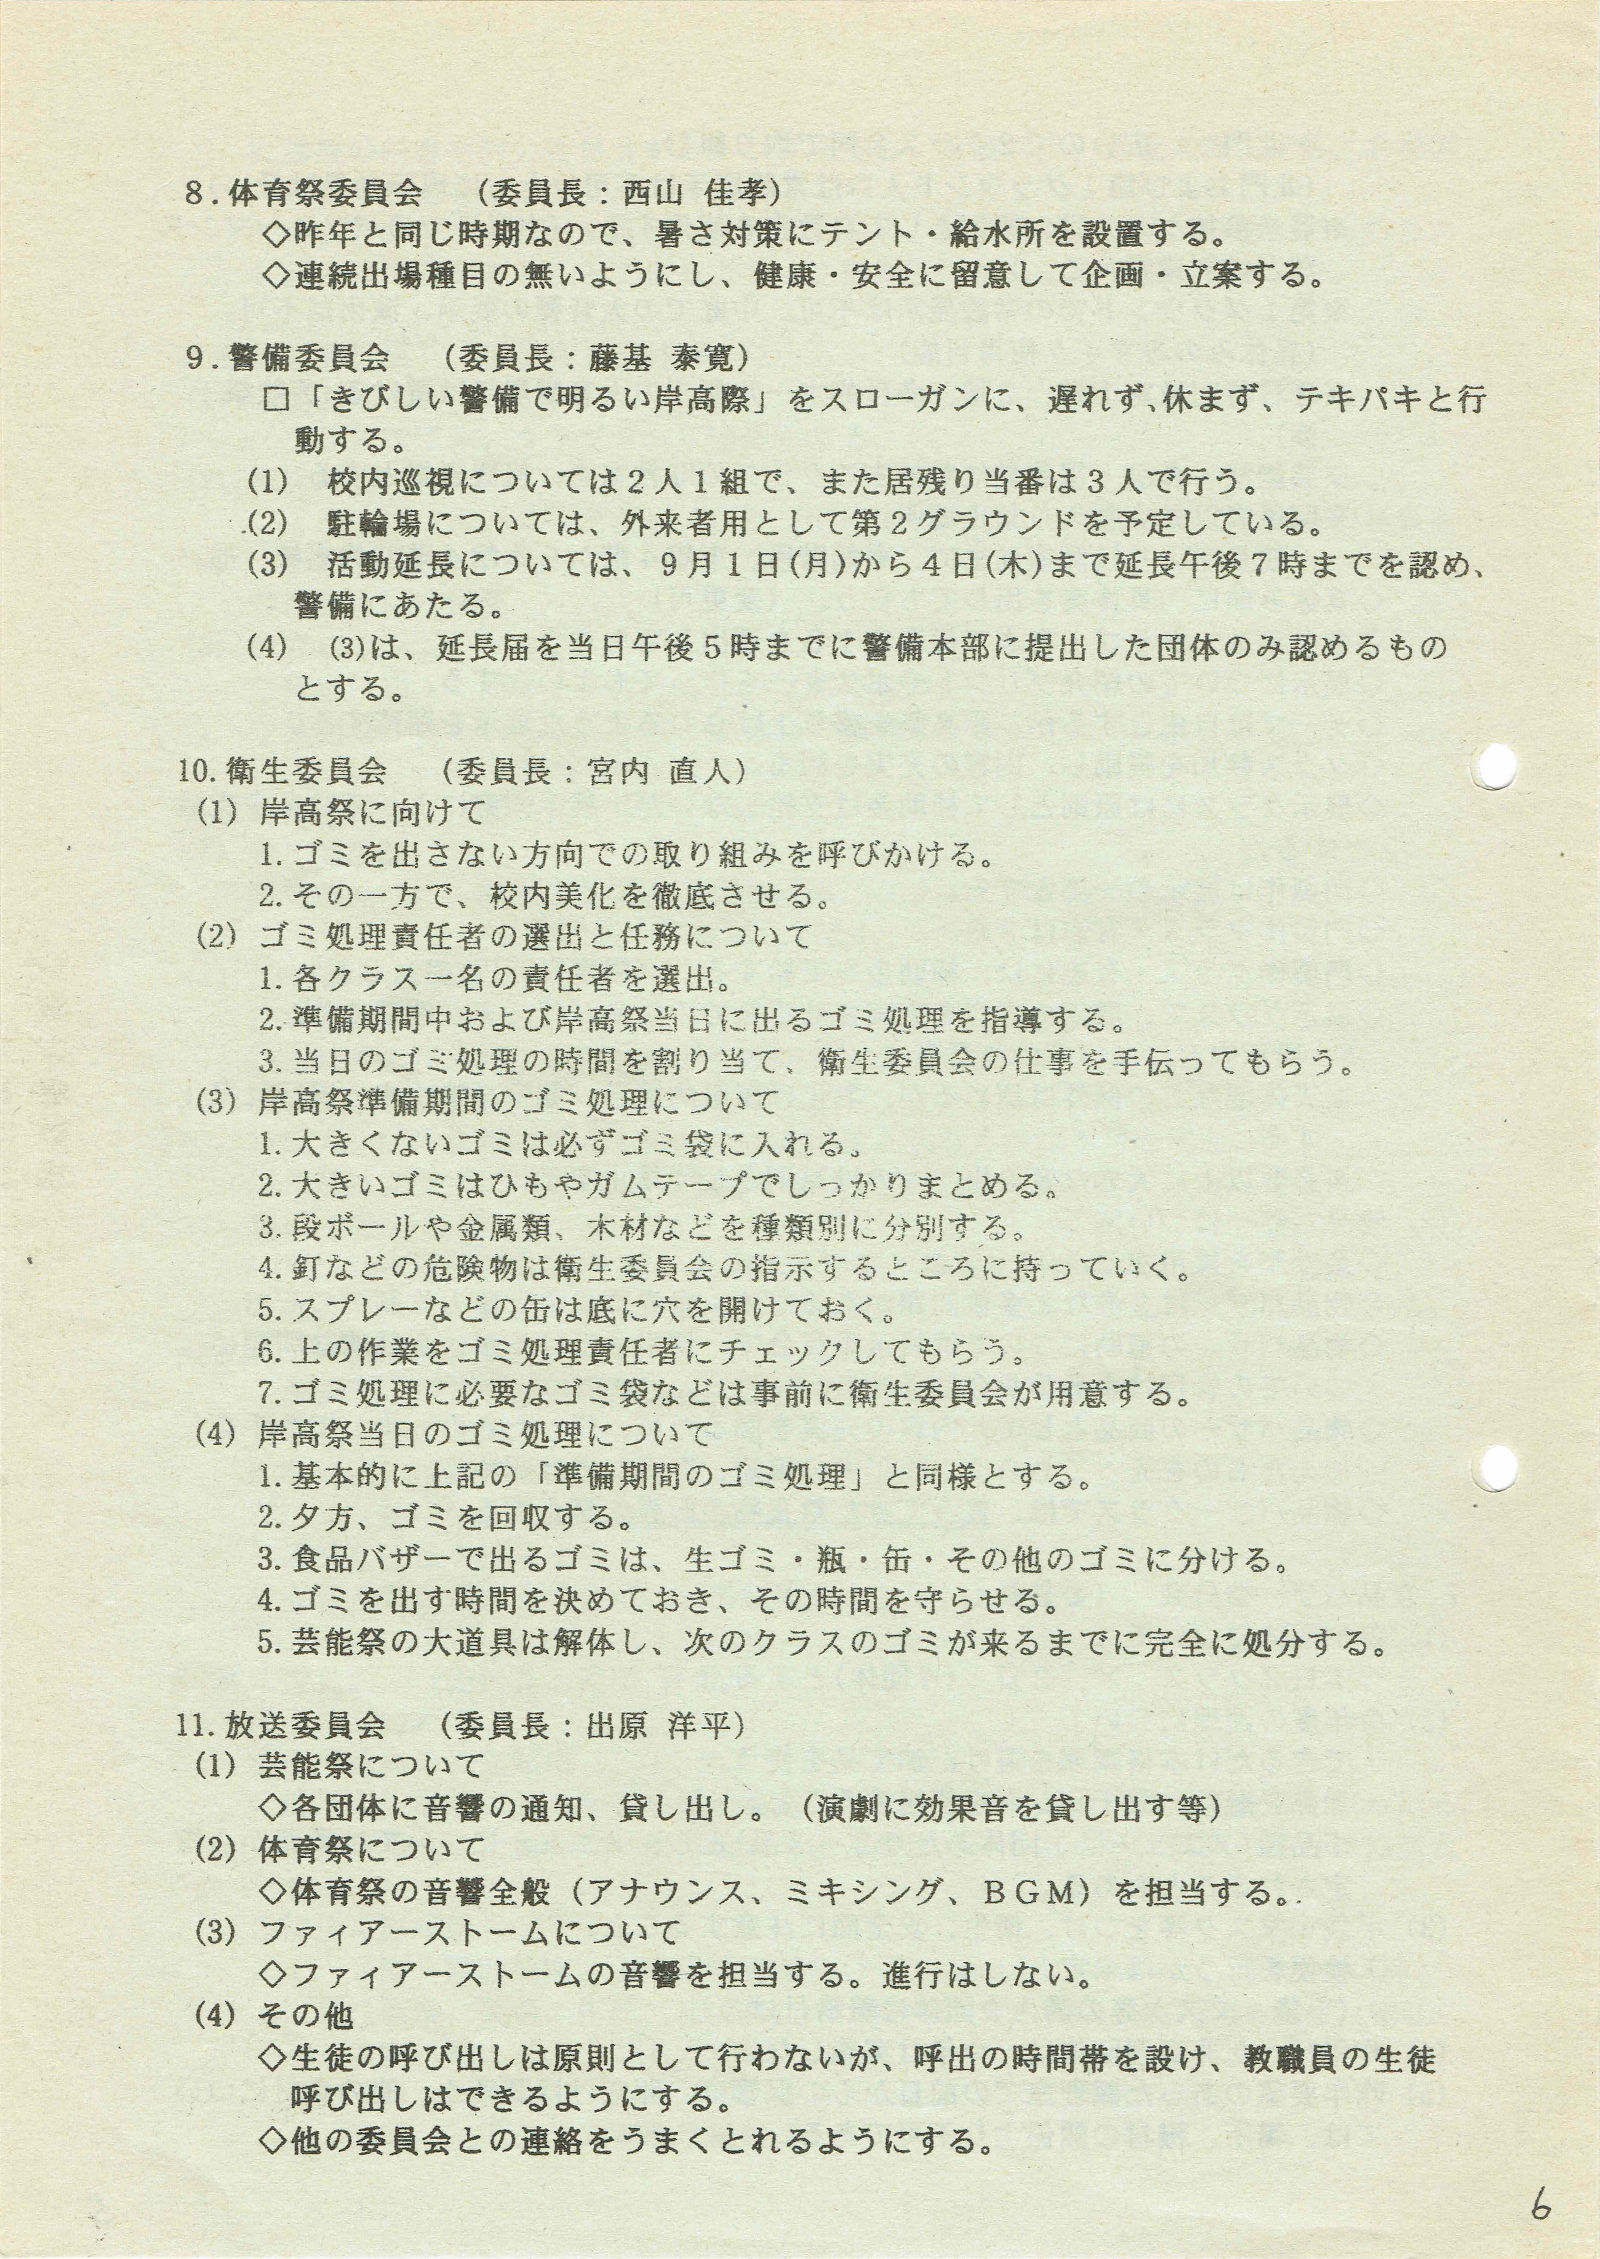 8.体育祭委員会　（委員長：西山 佳孝）
◇昨年と同じ時期なので、暑さ対策にテント・給水所を設置する。
◇連続出場種目の無いようにし、健康・安全に留意して企画・立案する。
9.警備委員会　（委員長：藤基 泰寛）
□「きびしい警備で明るい岸高際」をスローガンに、遅れず、休まず、テキパキと行
動する。
(1)　校内巡視については２人１組で、また居残り当番は３人で行う。
(2)　駐輪場については、外来者用として第２グラウンドを予定している。
(3)　活動延長については、９月１日(月)から４日(木)まで延長午後７時までを認め、
警備にあたる。
(4)　(3)は、延長届を当日午後５時までに警備本部に提出した団体のみ認めるもの
とする。
10.衛生委員会　（委員長：宮内 直人）
(1) 岸高祭に向けて
1.ゴミを出さない方向での取り組みを呼びかける。
2.その一方で、校内美化を徹底させる。
(2) ゴミ処理責任者の選出と任務について
1.各クラス一名の責任者を選出。
2.準備期間中および岸高祭当日に出るゴミ処理を指導する。
3.当日のゴミ処理の時間を割り当て、衛生委員会の仕事を手伝ってもらう。
(3) 岸高祭準備期間のゴミ処理について
1.大きくないゴミは必ずゴミ袋に入れる。
2.大きいゴミはひもやガムテープでしっかりまとめる。
3.段ボールや金属類、木材などを種類別に分別する。
4.釘などの危険物は衛生委員会の指示するところに持っていく。
5.スプレーなどの缶は底に穴を開けておく。
6.上の作業をゴミ処理責任者にチェックしてもらう。
7.ゴミ処理に必要なゴミ袋などは事前に衛生委員会が用意する。
(4) 岸高祭当日のゴミ処理について
1.基本的に上記の「準備期間のゴミ処理」と同様とする。
2.夕方、ゴミを回収する。
3.食品バザーで出るゴミは、生ゴミ・瓶・缶・その他のゴミに分ける。
4.ゴミを出す時間を決めておき、その時間を守らせる。
5.芸能祭の大道具は解体し、次のクラスのゴミが来るまでに完全に処分する。
11.放送委員会　（委員長：出原 洋平）
(1) 芸能祭について
◇各団体に音響の通知、貸し出し。（演劇に効果音を貸し出す等）
(2) 体育祭について
◇体育祭の音響全般（アナウンス、ミキシング、ＢＧＭ）を担当する。
(3) ファイアーストームについて
◇ファイアーストームの音響を担当する。進行はしない。
(4) その他
◇生徒の呼び出しは原則として行わないが、呼出の時間帯を設け、教職員の生徒
呼び出しはできるようにする。
◇他の委員会との連絡をうまくとれるようにする。
6